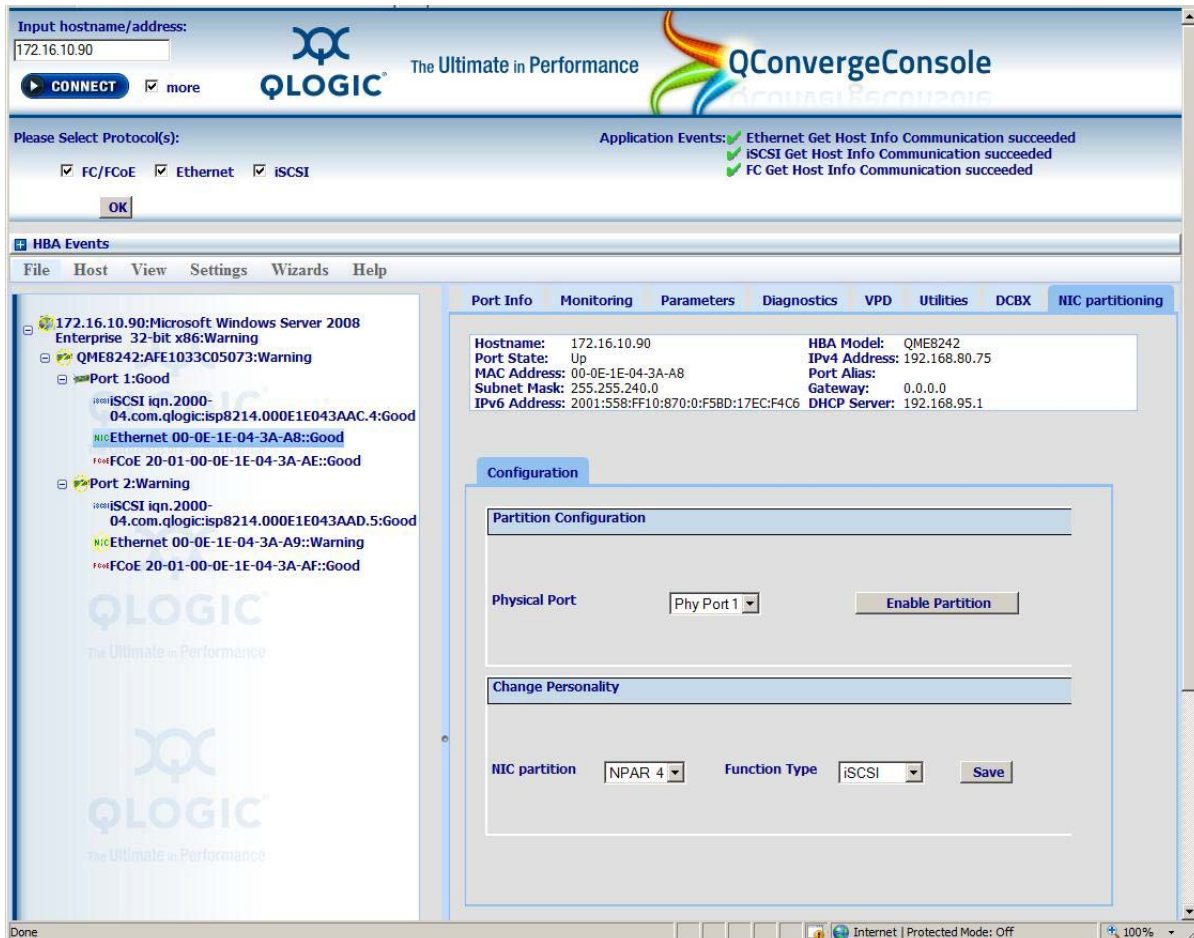 Input hostname/address:
172.16.10.90
CONNECT
more
QLOGIC
The Ultimate in Performance
QConvergeConsole
Please Select Protocol(s):
FC/FCoE
Ethernet
iSCSI
OK
Application Events:
Ethernet Get Host Info Communication succeeded
iSCSI Get Host Info Communication succeeded
FC Get Host Info Communication succeeded
HBA Events
File Host View Settings Wizards Help
172.16.10.90:Microsoft Windows Server 2008
Enterprise 32-bit x86:Warning
QME8242:AFE1033C05073:Warning
Port 1:Good
iSCSI iqn.2000-
04.com.qlogic:isp8214.000E1E043AAC.4:Good
NIC Ethernet 00-0E-1E-04-3A-A8::Good
FCoE FCoE 20-01-00-0E-1E-04-3A-AE::Good
Port 2:Warning
iSCSI iqn.2000-
04.com.qlogic:isp8214.000E1E043AAD.5:Good
NIC Ethernet 00-0E-1E-04-3A-A9::Warning
FCoE FCoE 20-01-00-0E-1E-04-3A-AF::Good
QLOGIC
The Ultimate in Performance
QLOGIC
The Ultimate in Performance
Port Info Monitoring Parameters Diagnostics VPD Utilities DCBX NIC partitioning
Hostname: 172.16.10.90 HBA Model: QME8242
Port State: Up IPv4 Address: 192.168.80.75
MAC Address: 00-0E-1E-04-3A-A8 Port Alias:
Subnet Mask: 255.255.240.0 Gateway: 0.0.0.0
IPv6 Address: 2001:558:FF10:870:0:F5BD:17EC:F4C6 DHCP Server: 192.168.95.1
Configuration
Partition Configuration
Physical Port Phy Port 1 Enable Partition
Change Personality
NIC partition NPAR 4 Function Type iSCSI Save
Done Internet | Protected Mode: Off 100%